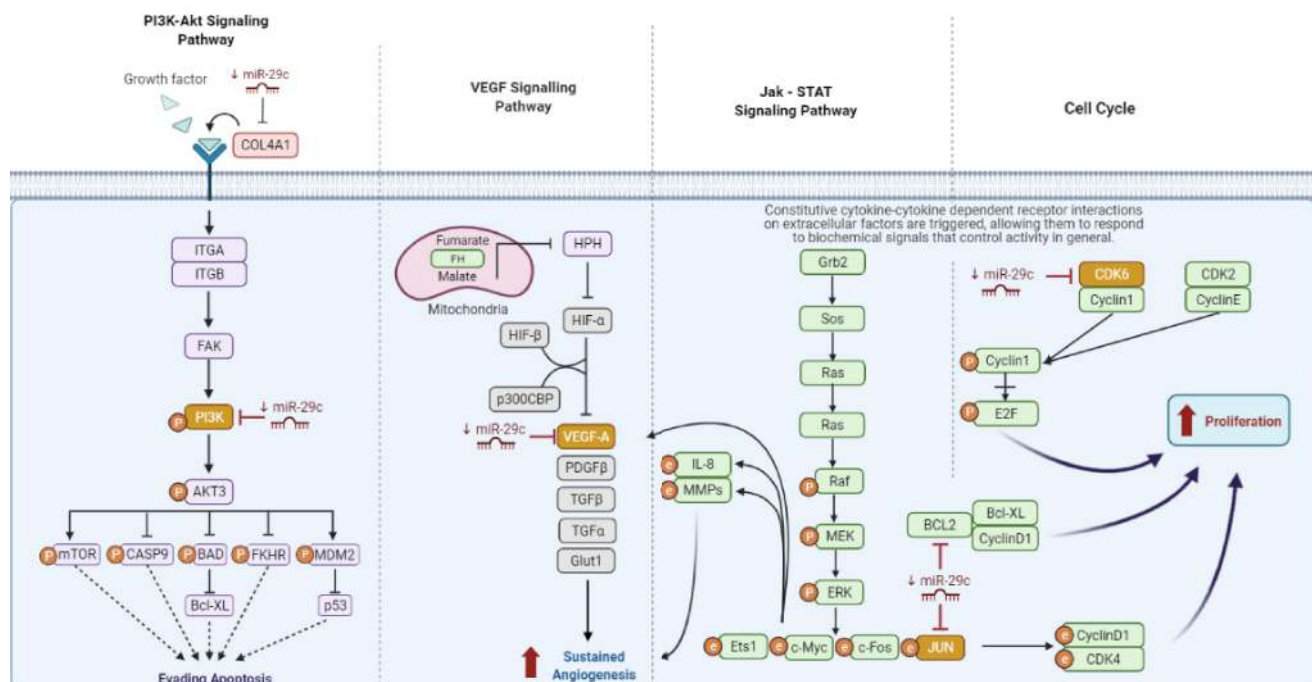 PI3K-Akt Signaling
Pathway
Growth factor
↓ miR-29c
COL4A1
ITGA
ITGB
FAK
P
PI3K
↓ miR-29c
P
AKT3
P
mTOR
P
CASP9
P
BAD
P
FKHR
P
MDM2
Bcl-XL
p53
Evading Apoptosis
VEGF Signalling
Pathway
Fumarate
FH
Malate
Mitochondria
HPH
HIF-α
HIF-β
p300CBP
↓ miR-29c
VEGF-A
PDGFβ
TGFβ
TGFα
Glut1
Sustained
Angiogenesis
Jak - STAT
Signaling Pathway
Constitutive cytokine-cytokine dependent receptor interactions
on extracellular factors are triggered, allowing them to respond
to biochemical signals that control activity in general.
Grb2
Sos
Ras
Ras
P
Raf
P
MEK
P
ERK
e
IL-8
e
MMPs
e
Ets1
e
c-Myc
e
c-Fos
e
JUN
Cell Cycle
↓ miR-29c
CDK6
Cyclin1
CDK2
CyclinE
P
Cyclin1
P
E2F
Proliferation
BCL2
Bcl-XL
CyclinD1
↓ miR-29c
e
CyclinD1
e
CDK4